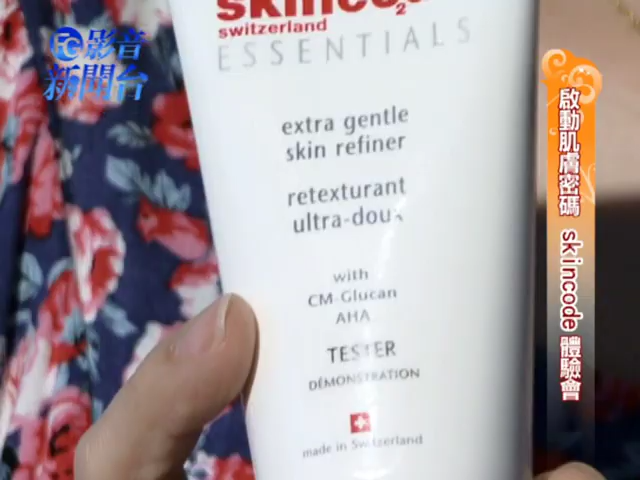 影音
新聞台
switzerland
ESSENTIALS
extra gentle
skin refiner
retexturant
ultra-doux
with
CM-Glucan
AHA
TESTER
DÉMONSTRATION
made in Switzerland
啟動肌膚密碼 skincode 體驗會